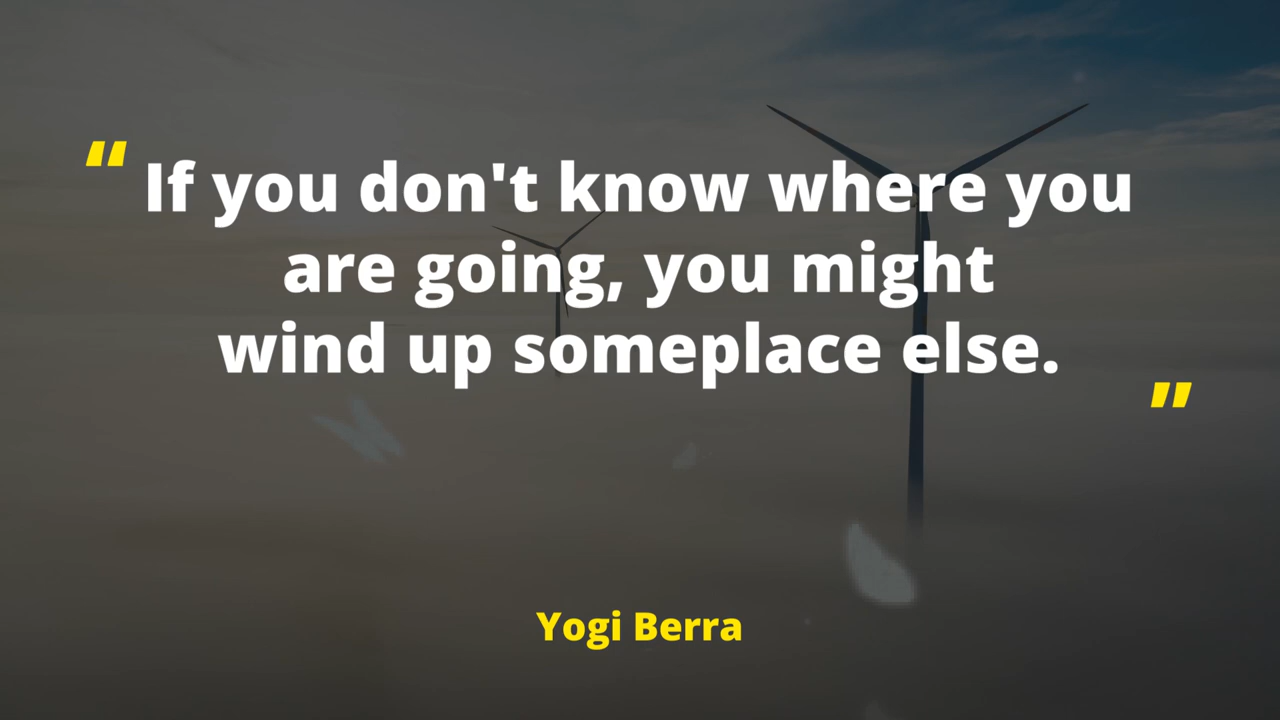 " If you don't know where you
are going, you might
wind up someplace else. "
Yogi Berra